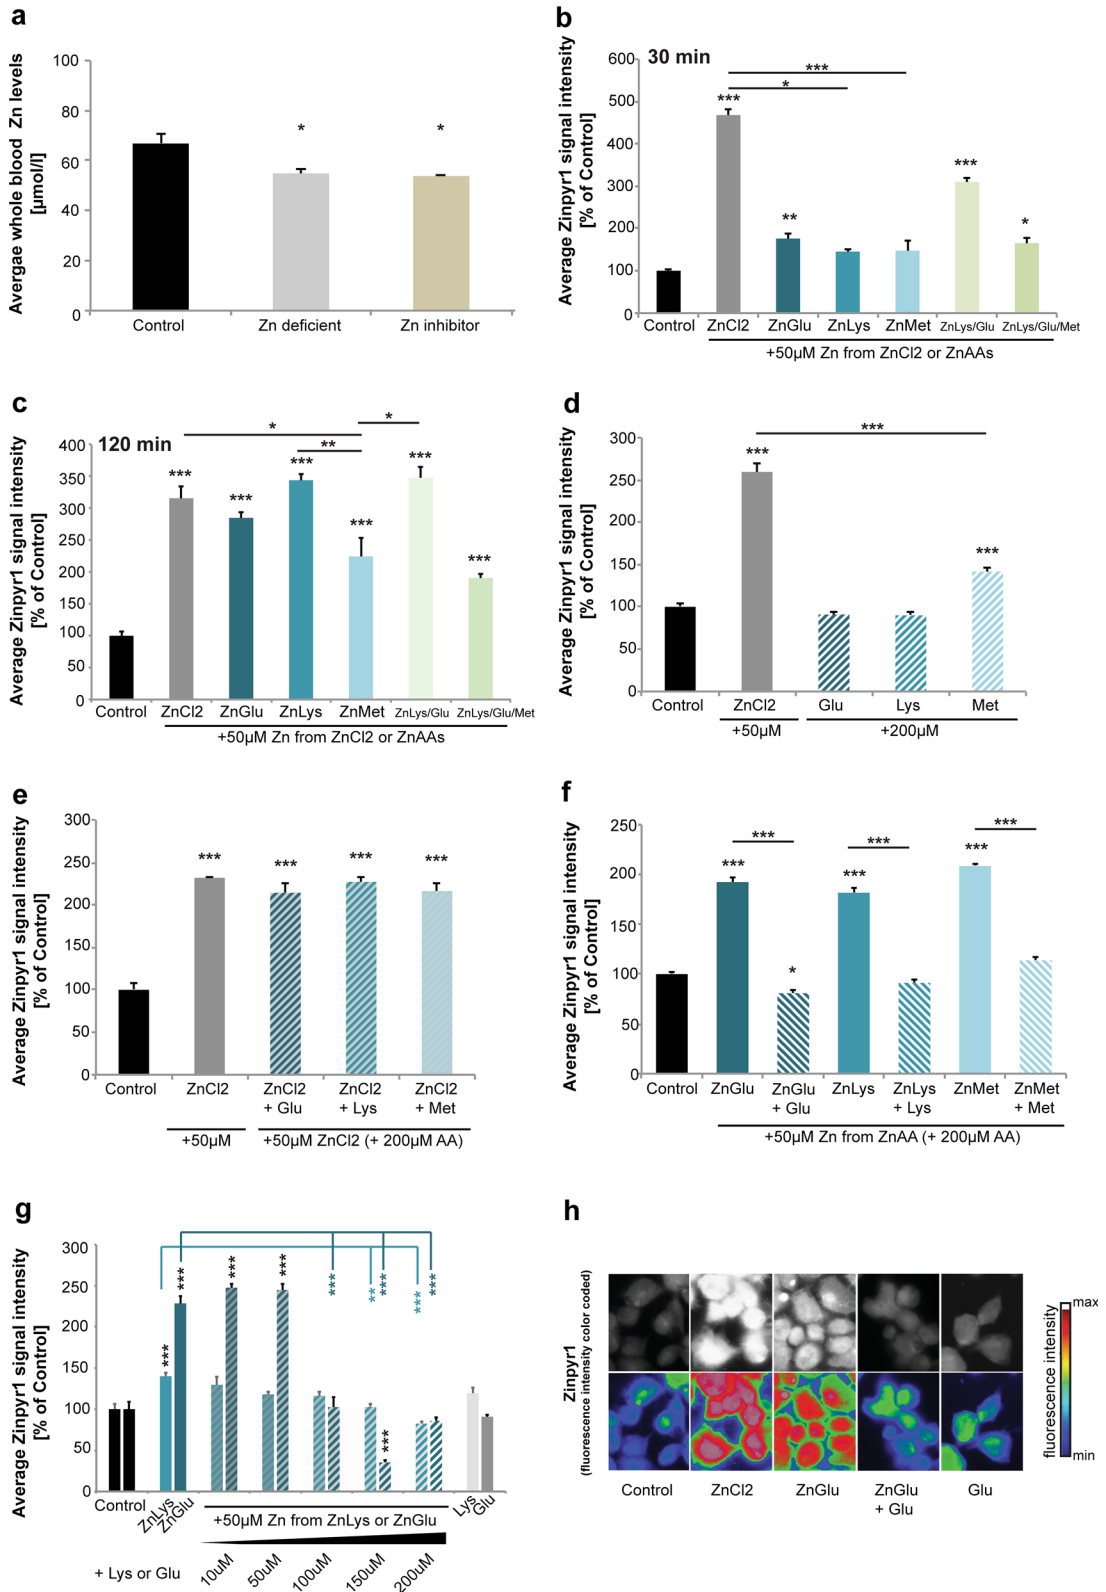 a
Avergae whole blood Zn levels
[µmol/l]
100
80
60
40
20
0
*
*
Control
Zn deficient
Zn inhibitor
b
30 min
Average Zinpyr1 signal intensity
[% of Control]
600
500
400
300
200
100
0
***
*
***
**
***
*
Control
ZnCl2
ZnGlu
ZnLys
ZnMet
ZnLys/Glu
ZnLys/Glu/Met
+50µM Zn from ZnCl2 or ZnAAs
c
120 min
Average Zinpyr1 signal intensity
[% of Control]
400
350
300
250
200
150
100
50
0
*
*
**
***
***
***
***
***
***
Control
ZnCl2
ZnGlu
ZnLys
ZnMet
ZnLys/Glu
ZnLys/Glu/Met
+50µM Zn from ZnCl2 or ZnAAs
d
Average Zinpyr1 signal intensity
[% of Control]
300
250
200
150
100
50
0
***
***
***
Control
ZnCl2
Glu
Lys
Met
+50µM
+200µM
e
Average Zinpyr1 signal intensity
[% of Control]
300
250
200
150
100
50
0
***
***
***
***
Control
ZnCl2
ZnCl2
+ Glu
ZnCl2
+ Lys
ZnCl2
+ Met
+50µM
+50µM ZnCl2 (+ 200µM AA)
f
Average Zinpyr1 signal intensity
[% of Control]
250
200
150
100
50
0
***
***
***
***
*
***
***
Control
ZnGlu
ZnGlu
+ Glu
ZnLys
ZnLys
+ Lys
ZnMet
ZnMet
+ Met
+50µM Zn from ZnAA (+ 200µM AA)
g
Average Zinpyr1 signal intensity
[% of Control]
300
250
200
150
100
50
0
***
***
***
***
***
**
***
***
***
***
Control
ZnLys
ZnGlu
+50µM Zn from ZnLys or ZnGlu
Lys
Glu
+ Lys or Glu
10uM
50uM
100uM
150uM
200uM
h
Zinpyr1
(fluorescence intensity color coded)
Control
ZnCl2
ZnGlu
ZnGlu
+ Glu
Glu
fluorescence intensity
max
min